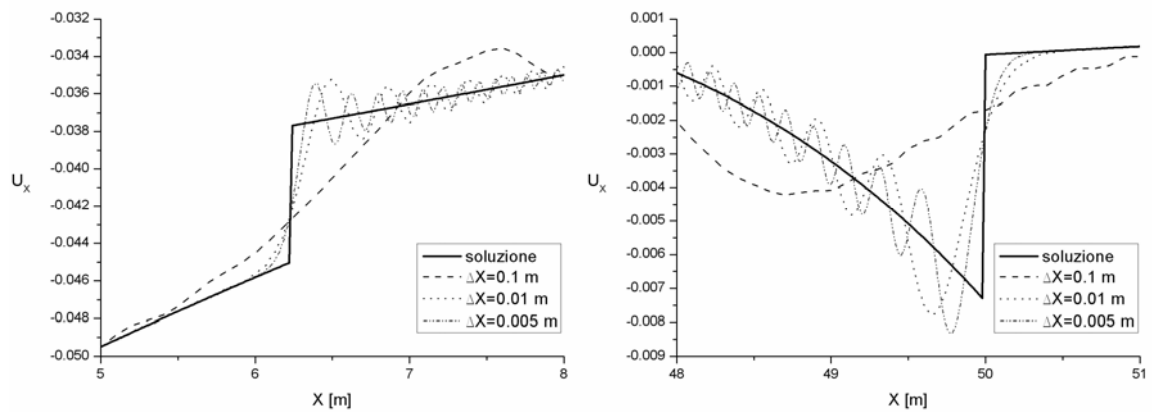 -0.032
-0.034
-0.036
-0.038
-0.040
-0.042
-0.044
-0.046
-0.048
-0.050
Ux
5
6
7
8
X [m]
soluzione
ΔX=0.1 m
ΔX=0.01 m
ΔX=0.005 m
0.001
0.000
-0.001
-0.002
-0.003
-0.004
-0.005
-0.006
-0.007
-0.008
-0.009
Ux
48
49
50
51
X [m]
soluzione
ΔX=0.1 m
ΔX=0.01 m
ΔX=0.005 m